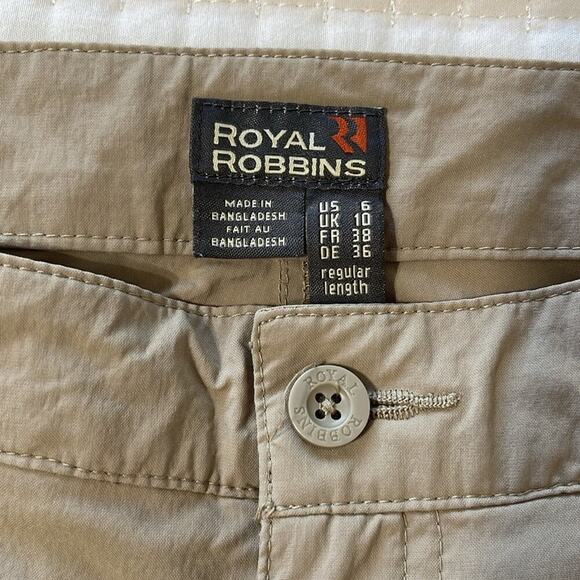 ROYAL
ROBBINS
MADE IN
BANGLADESH
FAIT AU
BANGLADESH
US 6
UK 10
FR 38
DE 36
regular
length
ROYAL
ROBBINS